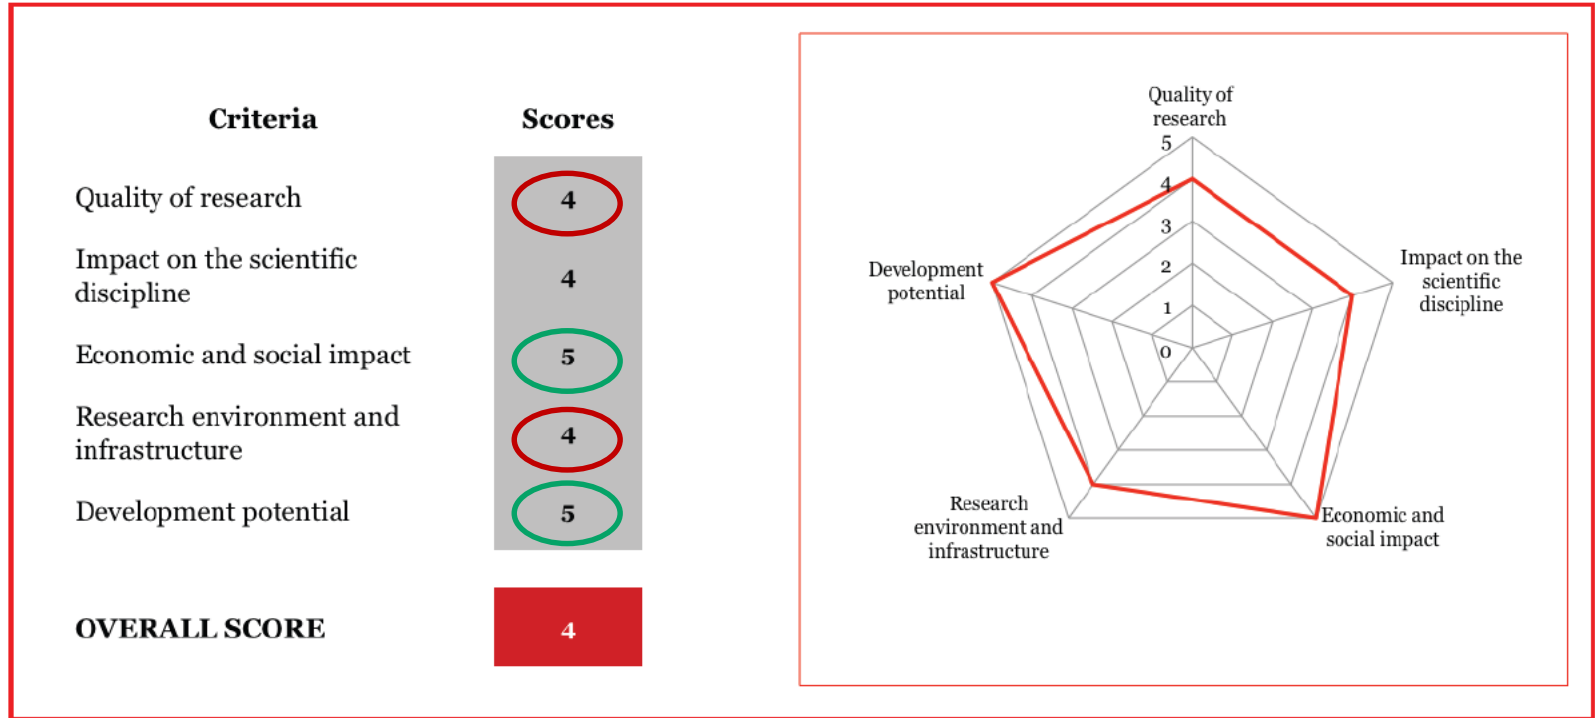 Criteria Scores
Quality of research 4
Impact on the scientific
discipline 4
Economic and social impact 5
Research environment and
infrastructure 4
Development potential 5
OVERALL SCORE 4
Quality of
research
5
4
3
2
1
0
Impact on the
scientific
discipline
Economic and
social impact
Research
environment and
infrastructure
Development
potential